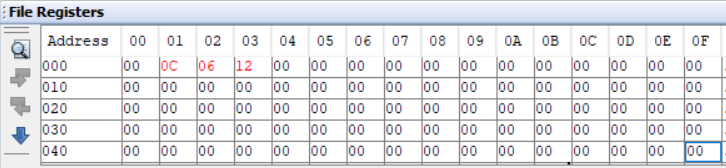 File Registers
Address 00 01 02 03 04 05 06 07 08 09 0A 0B 0C 0D 0E 0F
000 00 0C 06 12 00 00 00 00 00 00 00 00 00 00 00 00
010 00 00 00 00 00 00 00 00 00 00 00 00 00 00 00 00
020 00 00 00 00 00 00 00 00 00 00 00 00 00 00 00 00
030 00 00 00 00 00 00 00 00 00 00 00 00 00 00 00 00
040 00 00 00 00 00 00 00 00 00 00 00 00 00 00 00 00